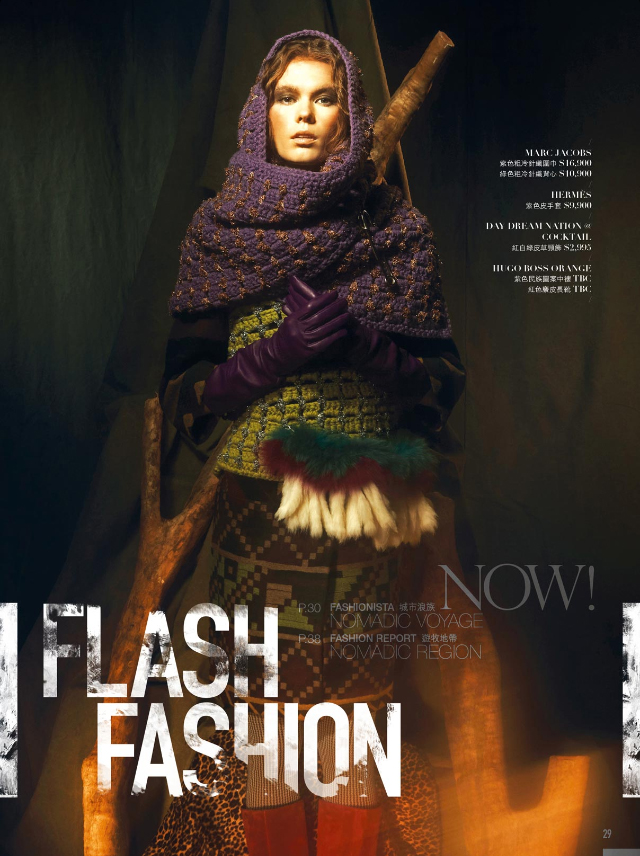 MARC JACOBS
紫色粗冷針織圍巾 $16,900
綠色粗冷針織背心 $10,900
HERMÈS
紫色皮手套 $9,900
DAY DREAM NATION @
COCKTAIL
紅白綠皮草頸飾 $2,995
HUGO BOSS ORANGE
紫色民族圖案中褸 TBC
紅色麖皮長靴 TBC
NOW!
P.30 FASHIONISTA 城市浪族
NOMADIC VOYAGE
P.38 FASHION REPORT 遊牧地帶
NOMADIC REGION
FLASH
FASHION
29